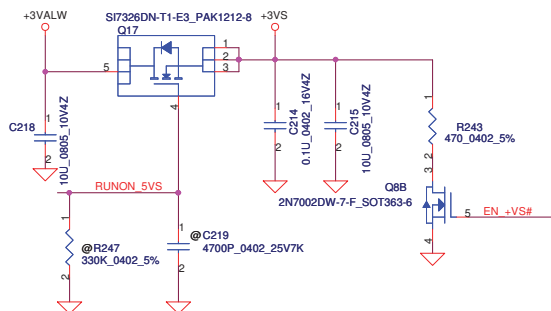 SI7326DN-T1-E3_PAK1212-8
+3VALW
Q17
+3VS
5
1
2
3
4
1
C218
2
10U_0805_10V4Z
1
C214
2
0.1U_0402_16V4Z
1
C215
2
10U_0805_10V4Z
1
R243
470_0402_5%
2
3
Q8B
2N7002DW-7-F_SOT363-6
5
EN_+VS#
4
RUNON_5VS
1
@R247
330K_0402_5%
2
1
@C219
4700P_0402_25V7K
2